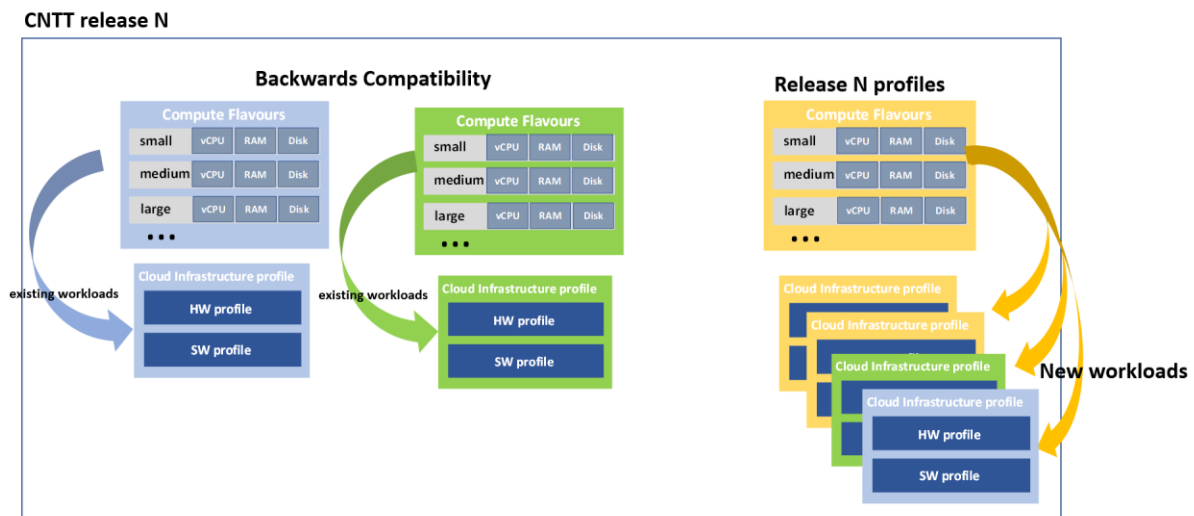 CNTT release N
Backwards Compatibility
Compute Flavours
small vCPU RAM Disk
medium vCPU RAM Disk
large vCPU RAM Disk
...
existing workloads
Cloud Infrastructure profile
HW profile
SW profile
Compute Flavours
small vCPU RAM Disk
medium vCPU RAM Disk
large vCPU RAM Disk
...
existing workloads
Cloud Infrastructure profile
HW profile
SW profile
Release N profiles
Compute Flavours
small vCPU RAM Disk
medium vCPU RAM Disk
large vCPU RAM Disk
...
Cloud Infrastructure profile
Cloud Infrastructure profile
Cloud Infrastructure profile
Cloud Infrastructure profile
HW profile
SW profile
New workloads